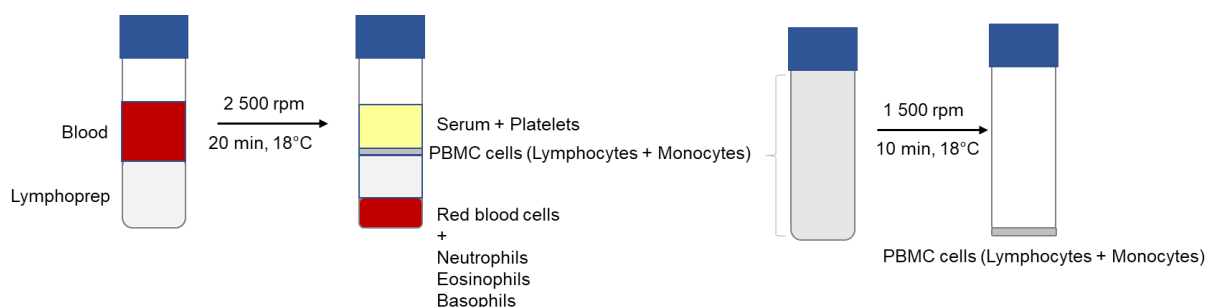 Blood
Lymphoprep
2 500 rpm
20 min, 18°C
Serum + Platelets
PBMC cells (Lymphocytes + Monocytes)
Red blood cells
+
Neutrophils
Eosinophils
Basophils
1 500 rpm
10 min, 18°C
PBMC cells (Lymphocytes + Monocytes)